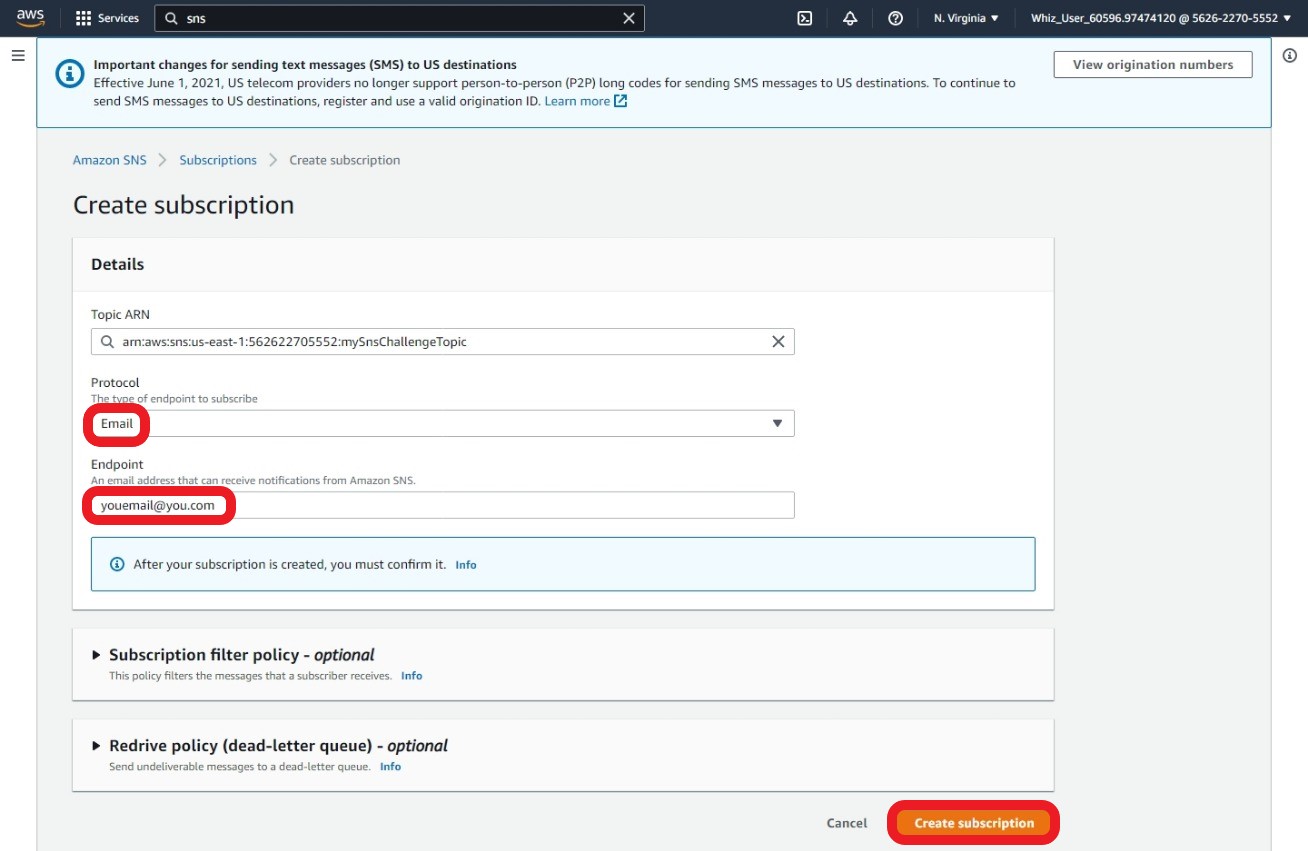 aws
Services
sns
N. Virginia
Whiz_User_60596.97474120 @ 5626-2270-5552
Important changes for sending text messages (SMS) to US destinations
Effective June 1, 2021, US telecom providers no longer support person-to-person (P2P) long codes for sending SMS messages to US destinations. To continue to
send SMS messages to US destinations, register and use a valid origination ID. Learn more
View origination numbers
Amazon SNS
Subscriptions
Create subscription
Create subscription
Details
Topic ARN
arn:aws:sns:us-east-1:562622705552:mySnsChallengeTopic
Protocol
The type of endpoint to subscribe
Email
Endpoint
An email address that can receive notifications from Amazon SNS.
youemail@you.com
After your subscription is created, you must confirm it. Info
Subscription filter policy - optional
This policy filters the messages that a subscriber receives. Info
Redrive policy (dead-letter queue) - optional
Send undeliverable messages to a dead-letter queue. Info
Cancel
Create subscription